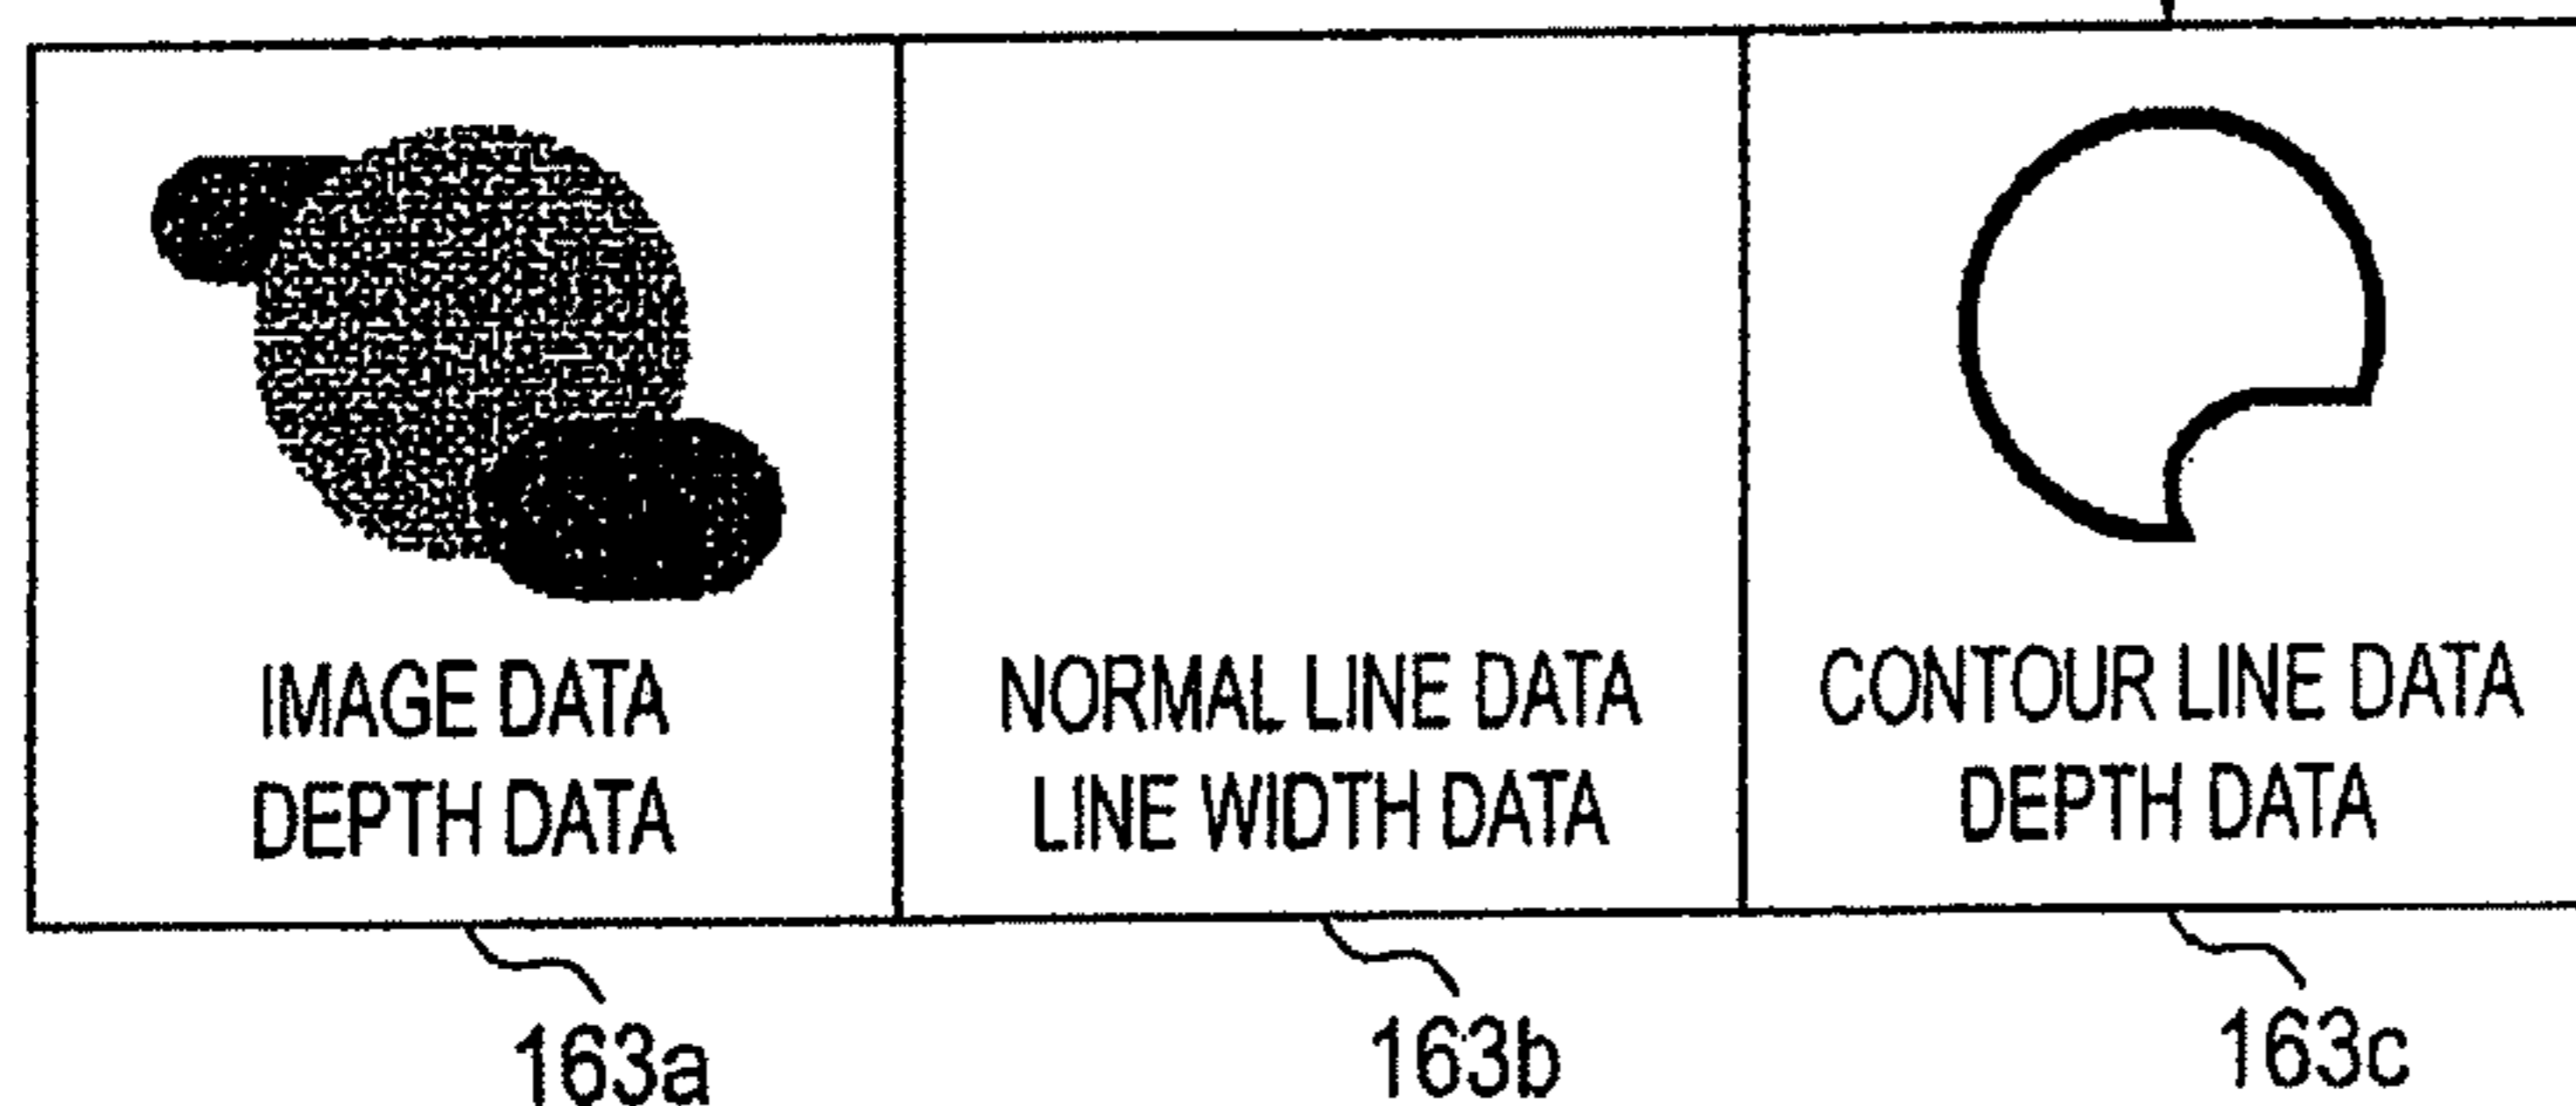 IMAGE DATA
DEPTH DATA
NORMAL LINE DATA
LINE WIDTH DATA
CONTOUR LINE DATA
DEPTH DATA
163a
163b
163c